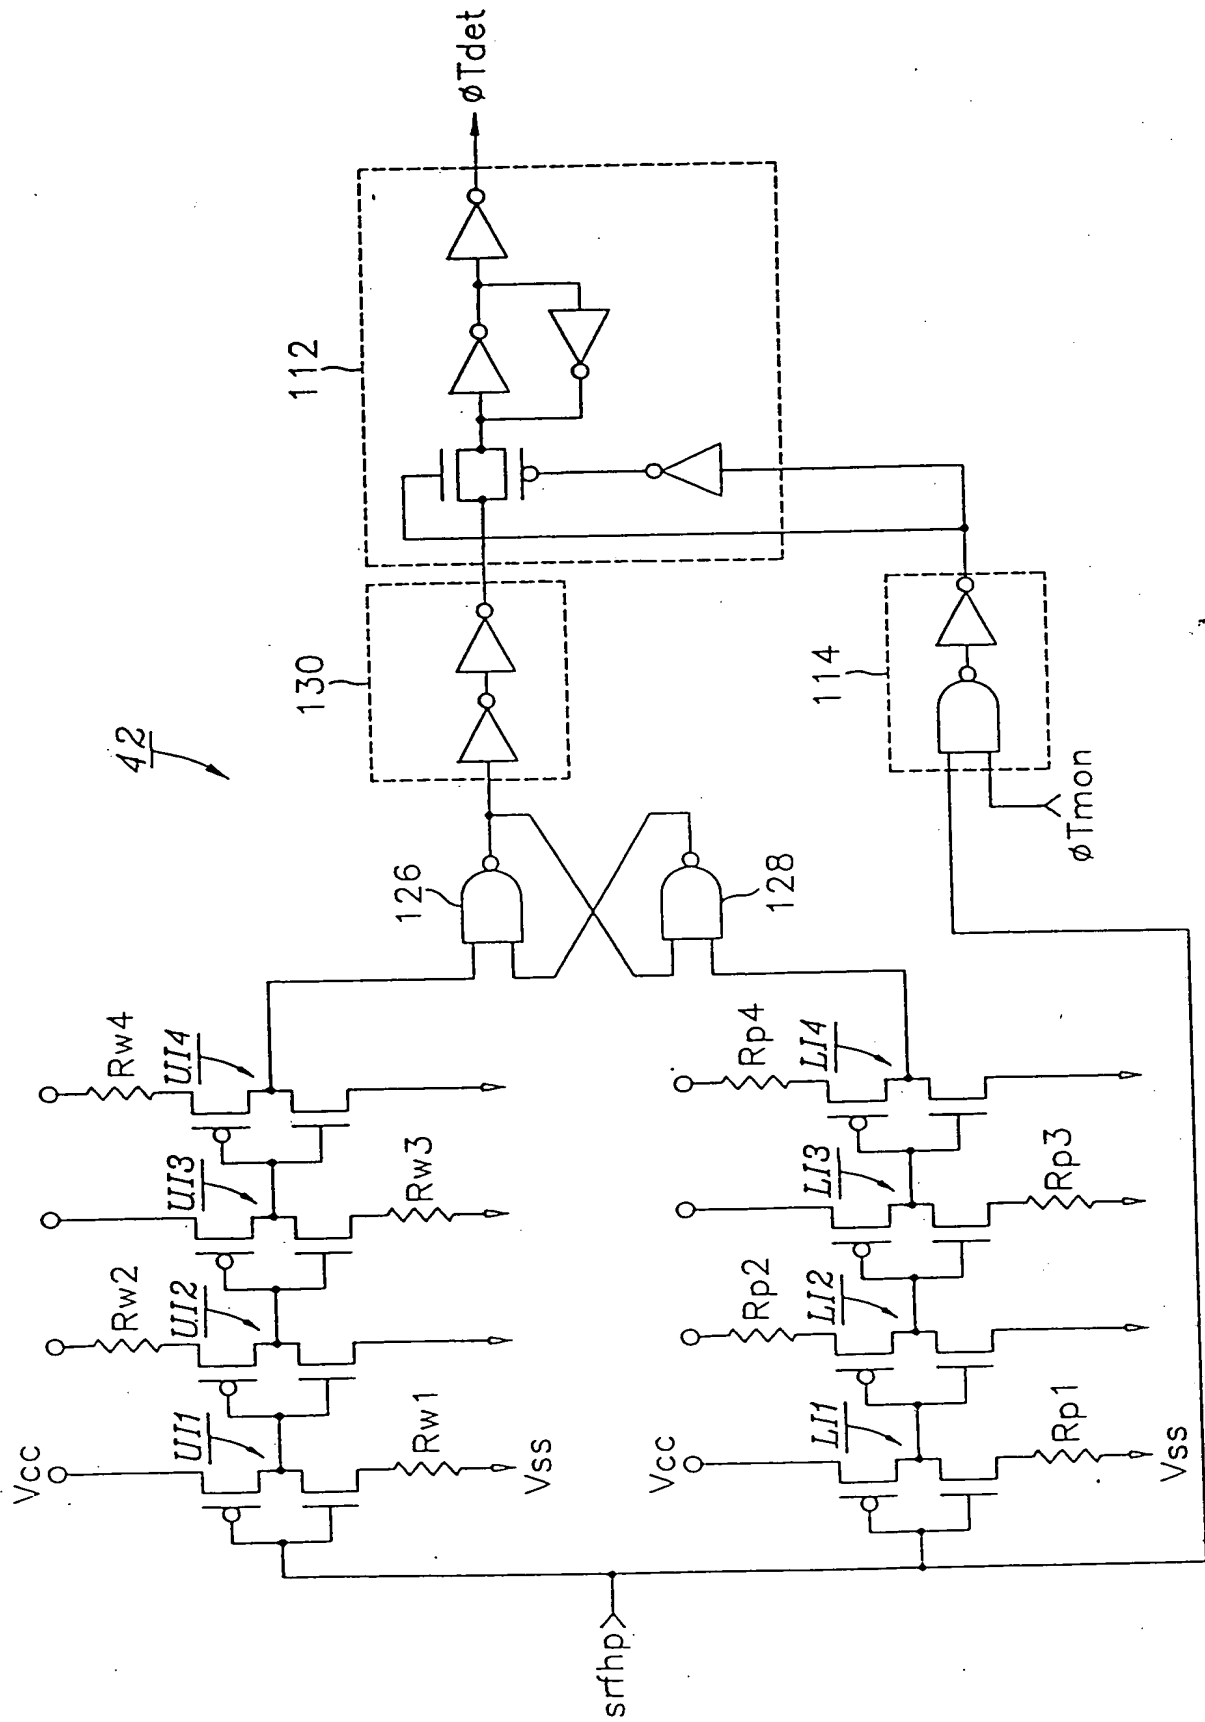 42
Vcc
UI1
Rw1
Vss
Rw2
UI2
UI3
Rw3
Rw4
UI4
126
130
112
øTdet
srfhp
Vcc
LI1
Rp1
Vss
Rp2
LI2
LI3
Rp3
Rp4
LI4
128
114
øTmon